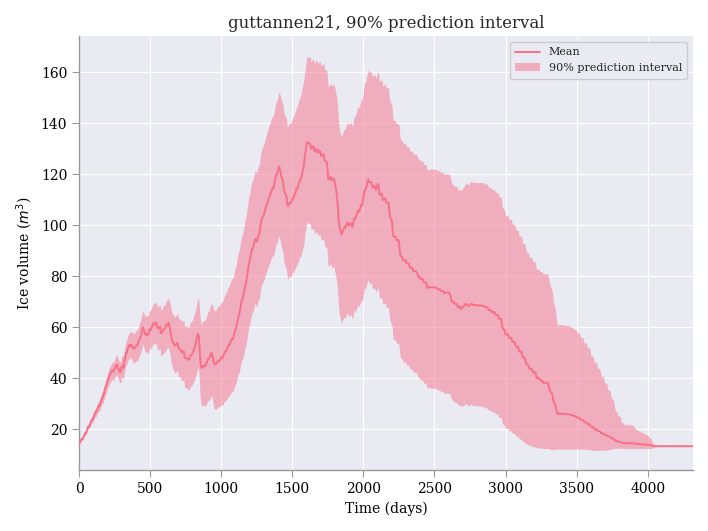 guttannen21, 90% prediction interval
Mean
90% prediction interval
160
140
120
100
80
60
40
20
Ice volume (m³)
0 500 1000 1500 2000 2500 3000 3500 4000
Time (days)